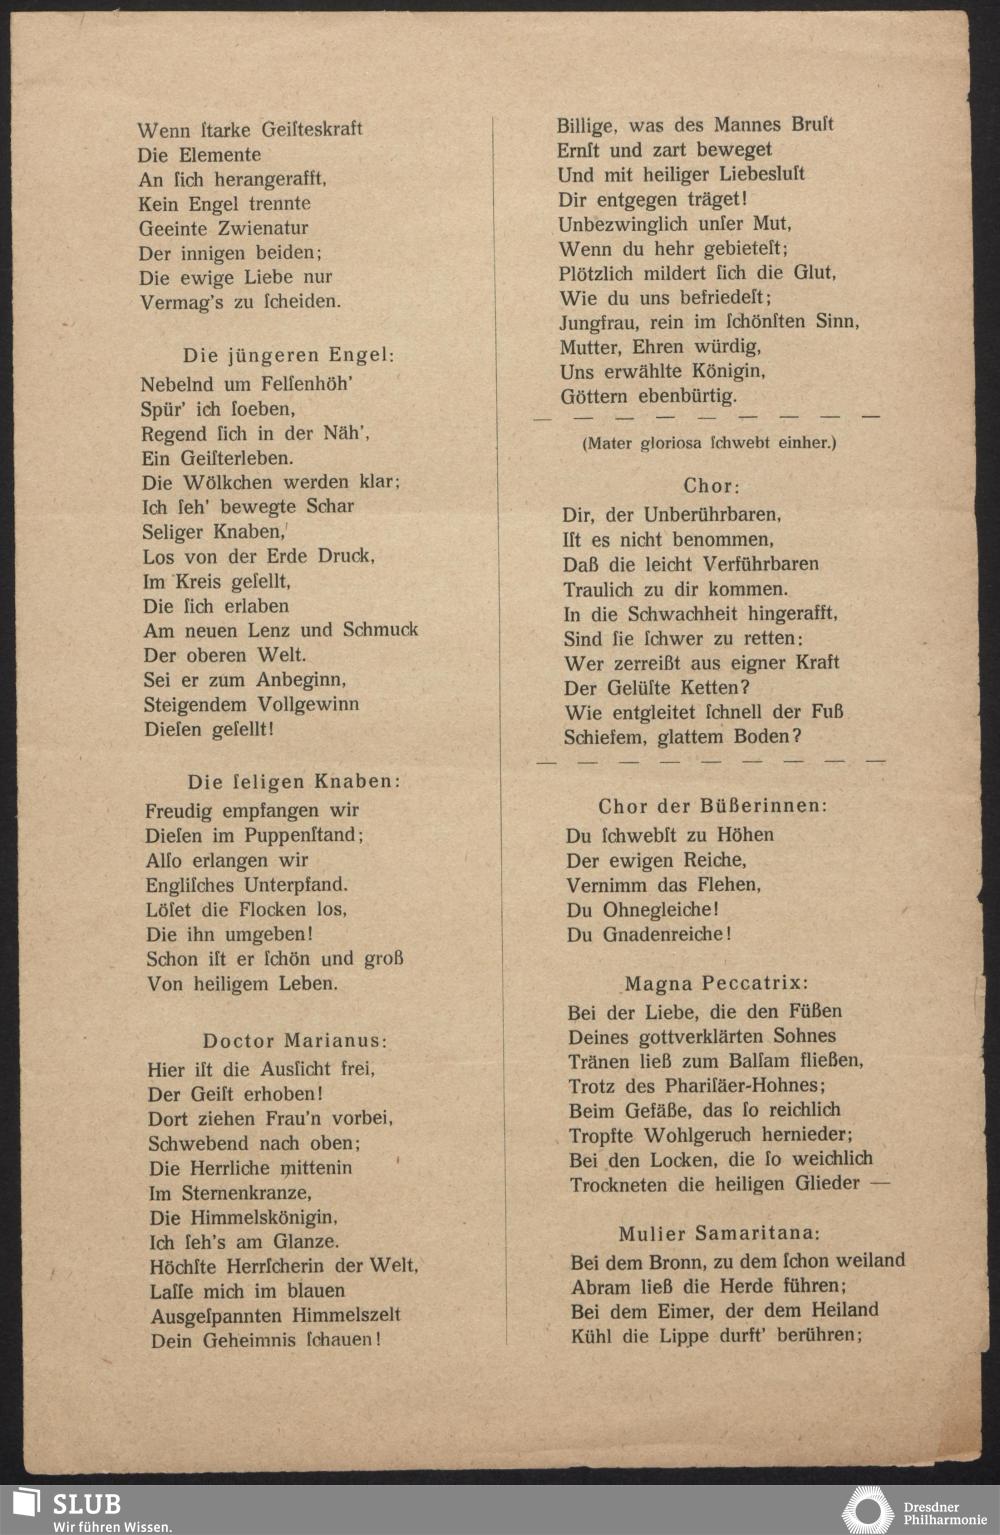 Wenn ſtarke Geiſteskraft
Die Elemente
An ſich herangerafft,
Kein Engel trennte
Geeinte Zwienatur
Der innigen beiden;
Die ewige Liebe nur
Vermag's zu ſcheiden.
Die jüngeren Engel:
Nebelnd um Felſenhöh'
Spür' ich ſoeben,
Regend ſich in der Näh',
Ein Geiſterleben.
Die Wölkchen werden klar;
Ich ſeh' bewegte Schar
Seliger Knaben,
Los von der Erde Druck,
Im Kreis geſellt,
Die ſich erlaben
Am neuen Lenz und Schmuck
Der oberen Welt.
Sei er zum Anbeginn,
Steigendem Vollgewinn
Dieſen geſellt!
Die ſeligen Knaben:
Freudig empfangen wir
Dieſen im Puppenſtand;
Alſo erlangen wir
Engliſches Unterpfand.
Löſet die Flocken los,
Die ihn umgeben!
Schon iſt er ſchön und groß
Von heiligem Leben.
Doctor Marianus:
Hier iſt die Ausſicht frei,
Der Geiſt erhoben!
Dort ziehen Frau'n vorbei,
Schwebend nach oben;
Die Herrliche mittenin
Im Sternenkranze,
Die Himmelskönigin,
Ich ſeh's am Glanze.
Höchſte Herrſcherin der Welt,
Laſſe mich im blauen
Ausgeſpannten Himmelszelt
Dein Geheimnis ſchauen!
Billige, was des Mannes Bruſt
Ernſt und zart beweget
Und mit heiliger Liebesluſt
Dir entgegen träget!
Unbezwinglich unſer Mut,
Wenn du hehr gebieteſt;
Plötzlich mildert ſich die Glut,
Wie du uns befriedeſt;
Jungfrau, rein im ſchönſten Sinn,
Mutter, Ehren würdig,
Uns erwählte Königin,
Göttern ebenbürtig.
— — — — — — — — —
(Mater gloriosa ſchwebt einher.)
Chor:
Dir, der Unberührbaren,
Iſt es nicht benommen,
Daß die leicht Verführbaren
Traulich zu dir kommen.
In die Schwachheit hingerafft,
Sind ſie ſchwer zu retten;
Wer zerreißt aus eigner Kraft
Der Gelüſte Ketten?
Wie entgleitet ſchnell der Fuß
Schiefem, glattem Boden?
— — — — — — — — —
Chor der Büßerinnen:
Du ſchwebſt zu Höhen
Der ewigen Reiche,
Vernimm das Flehen,
Du Ohnegleiche!
Du Gnadenreiche!
Magna Peccatrix:
Bei der Liebe, die den Füßen
Deines gottverklärten Sohnes
Tränen ließ zum Balſam fließen,
Trotz des Phariſäer-Hohnes;
Beim Gefäße, das ſo reichlich
Tropfte Wohlgeruch hernieder;
Bei den Locken, die ſo weichlich
Trockneten die heiligen Glieder —
Mulier Samaritana:
Bei dem Bronn, zu dem ſchon weiland
Abram ließ die Herde führen;
Bei dem Eimer, der dem Heiland
Kühl die Lippe durft' berühren;
SLUB
Wir führen Wissen.
Dresdner
Philharmonie